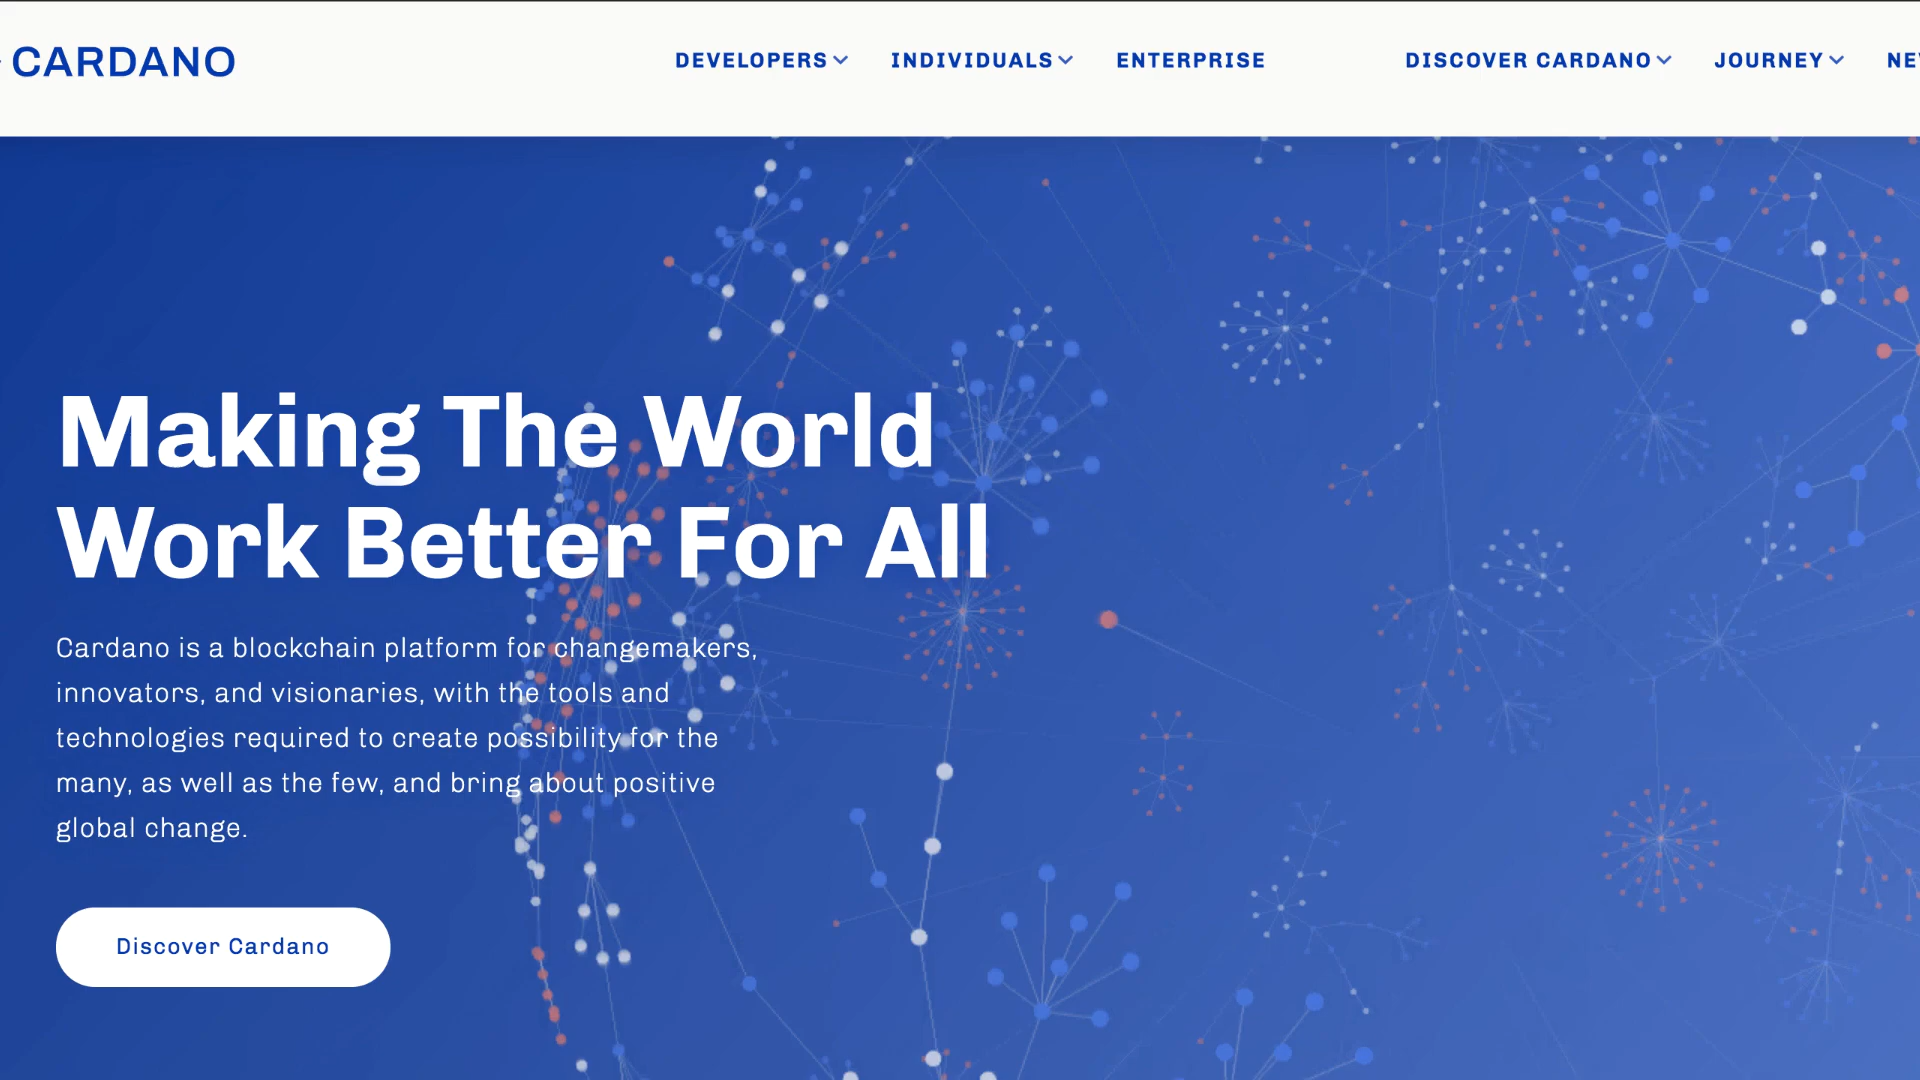 CARDANO
DEVELOPERS INDIVIDUALS ENTERPRISE DISCOVER CARDANO JOURNEY
Making The World
Work Better For All
Cardano is a blockchain platform for changemakers,
innovators, and visionaries, with the tools and
technologies required to create possibility for the
many, as well as the few, and bring about positive
global change.
Discover Cardano